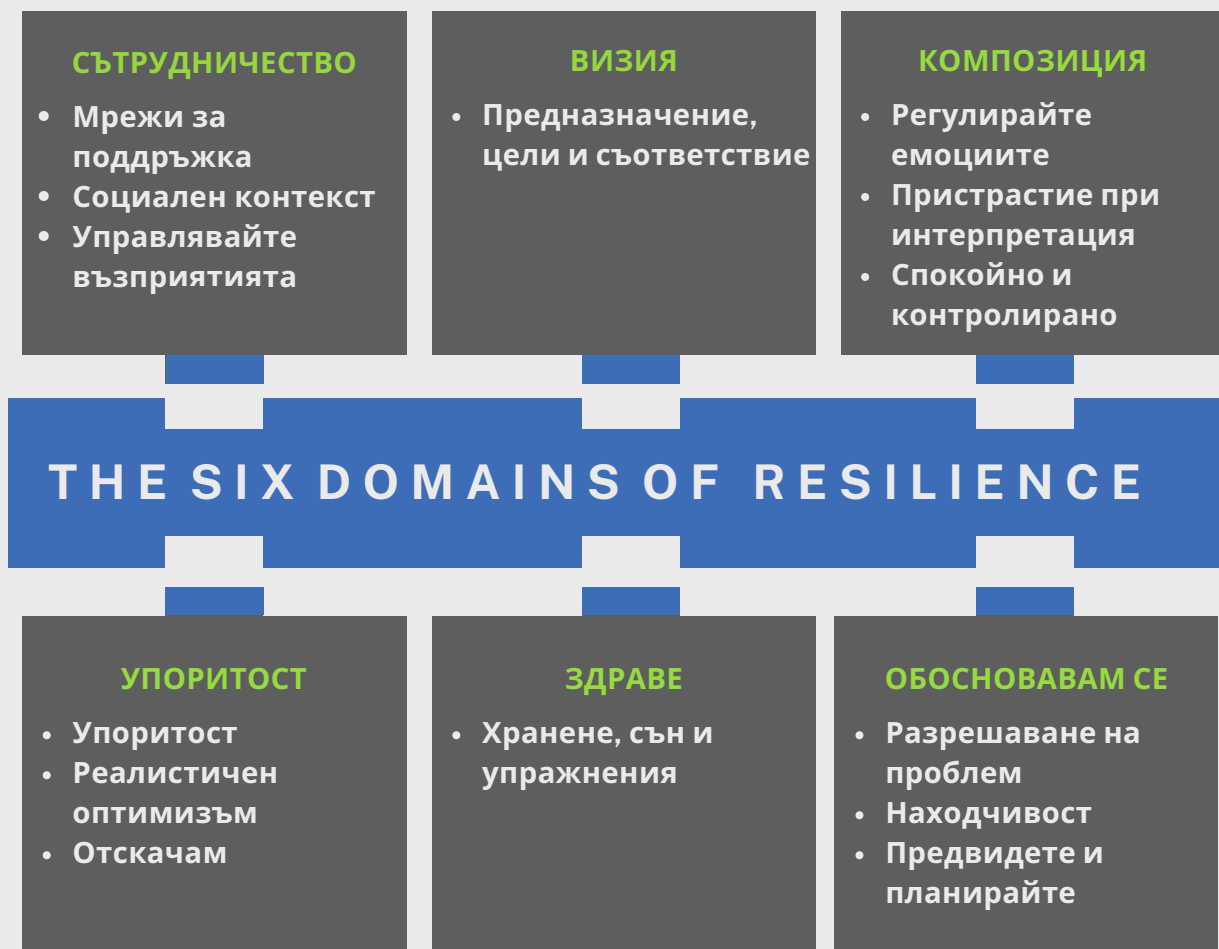 СЪТРУДНИЧЕСТВО
• Мрежи за
поддръжка
• Социален контекст
• Управлявайте
възприятията
ВИЗИЯ
• Предназначение,
цели и съответствие
КОМПОЗИЦИЯ
• Регулирайте
емоциите
• Пристрастие при
интерпретация
• Спокойно и
контролирано
THE SIX DOMAINS OF RESILIENCE
УПОРИТОСТ
• Упоритост
• Реалистичен
оптимизъм
• Отскачам
ЗДРАВЕ
• Хранене, сън и
упражнения
ОБОСНОВАВАМ СЕ
• Разрешаване на
проблем
• Находчивост
• Предвидете и
планирайте